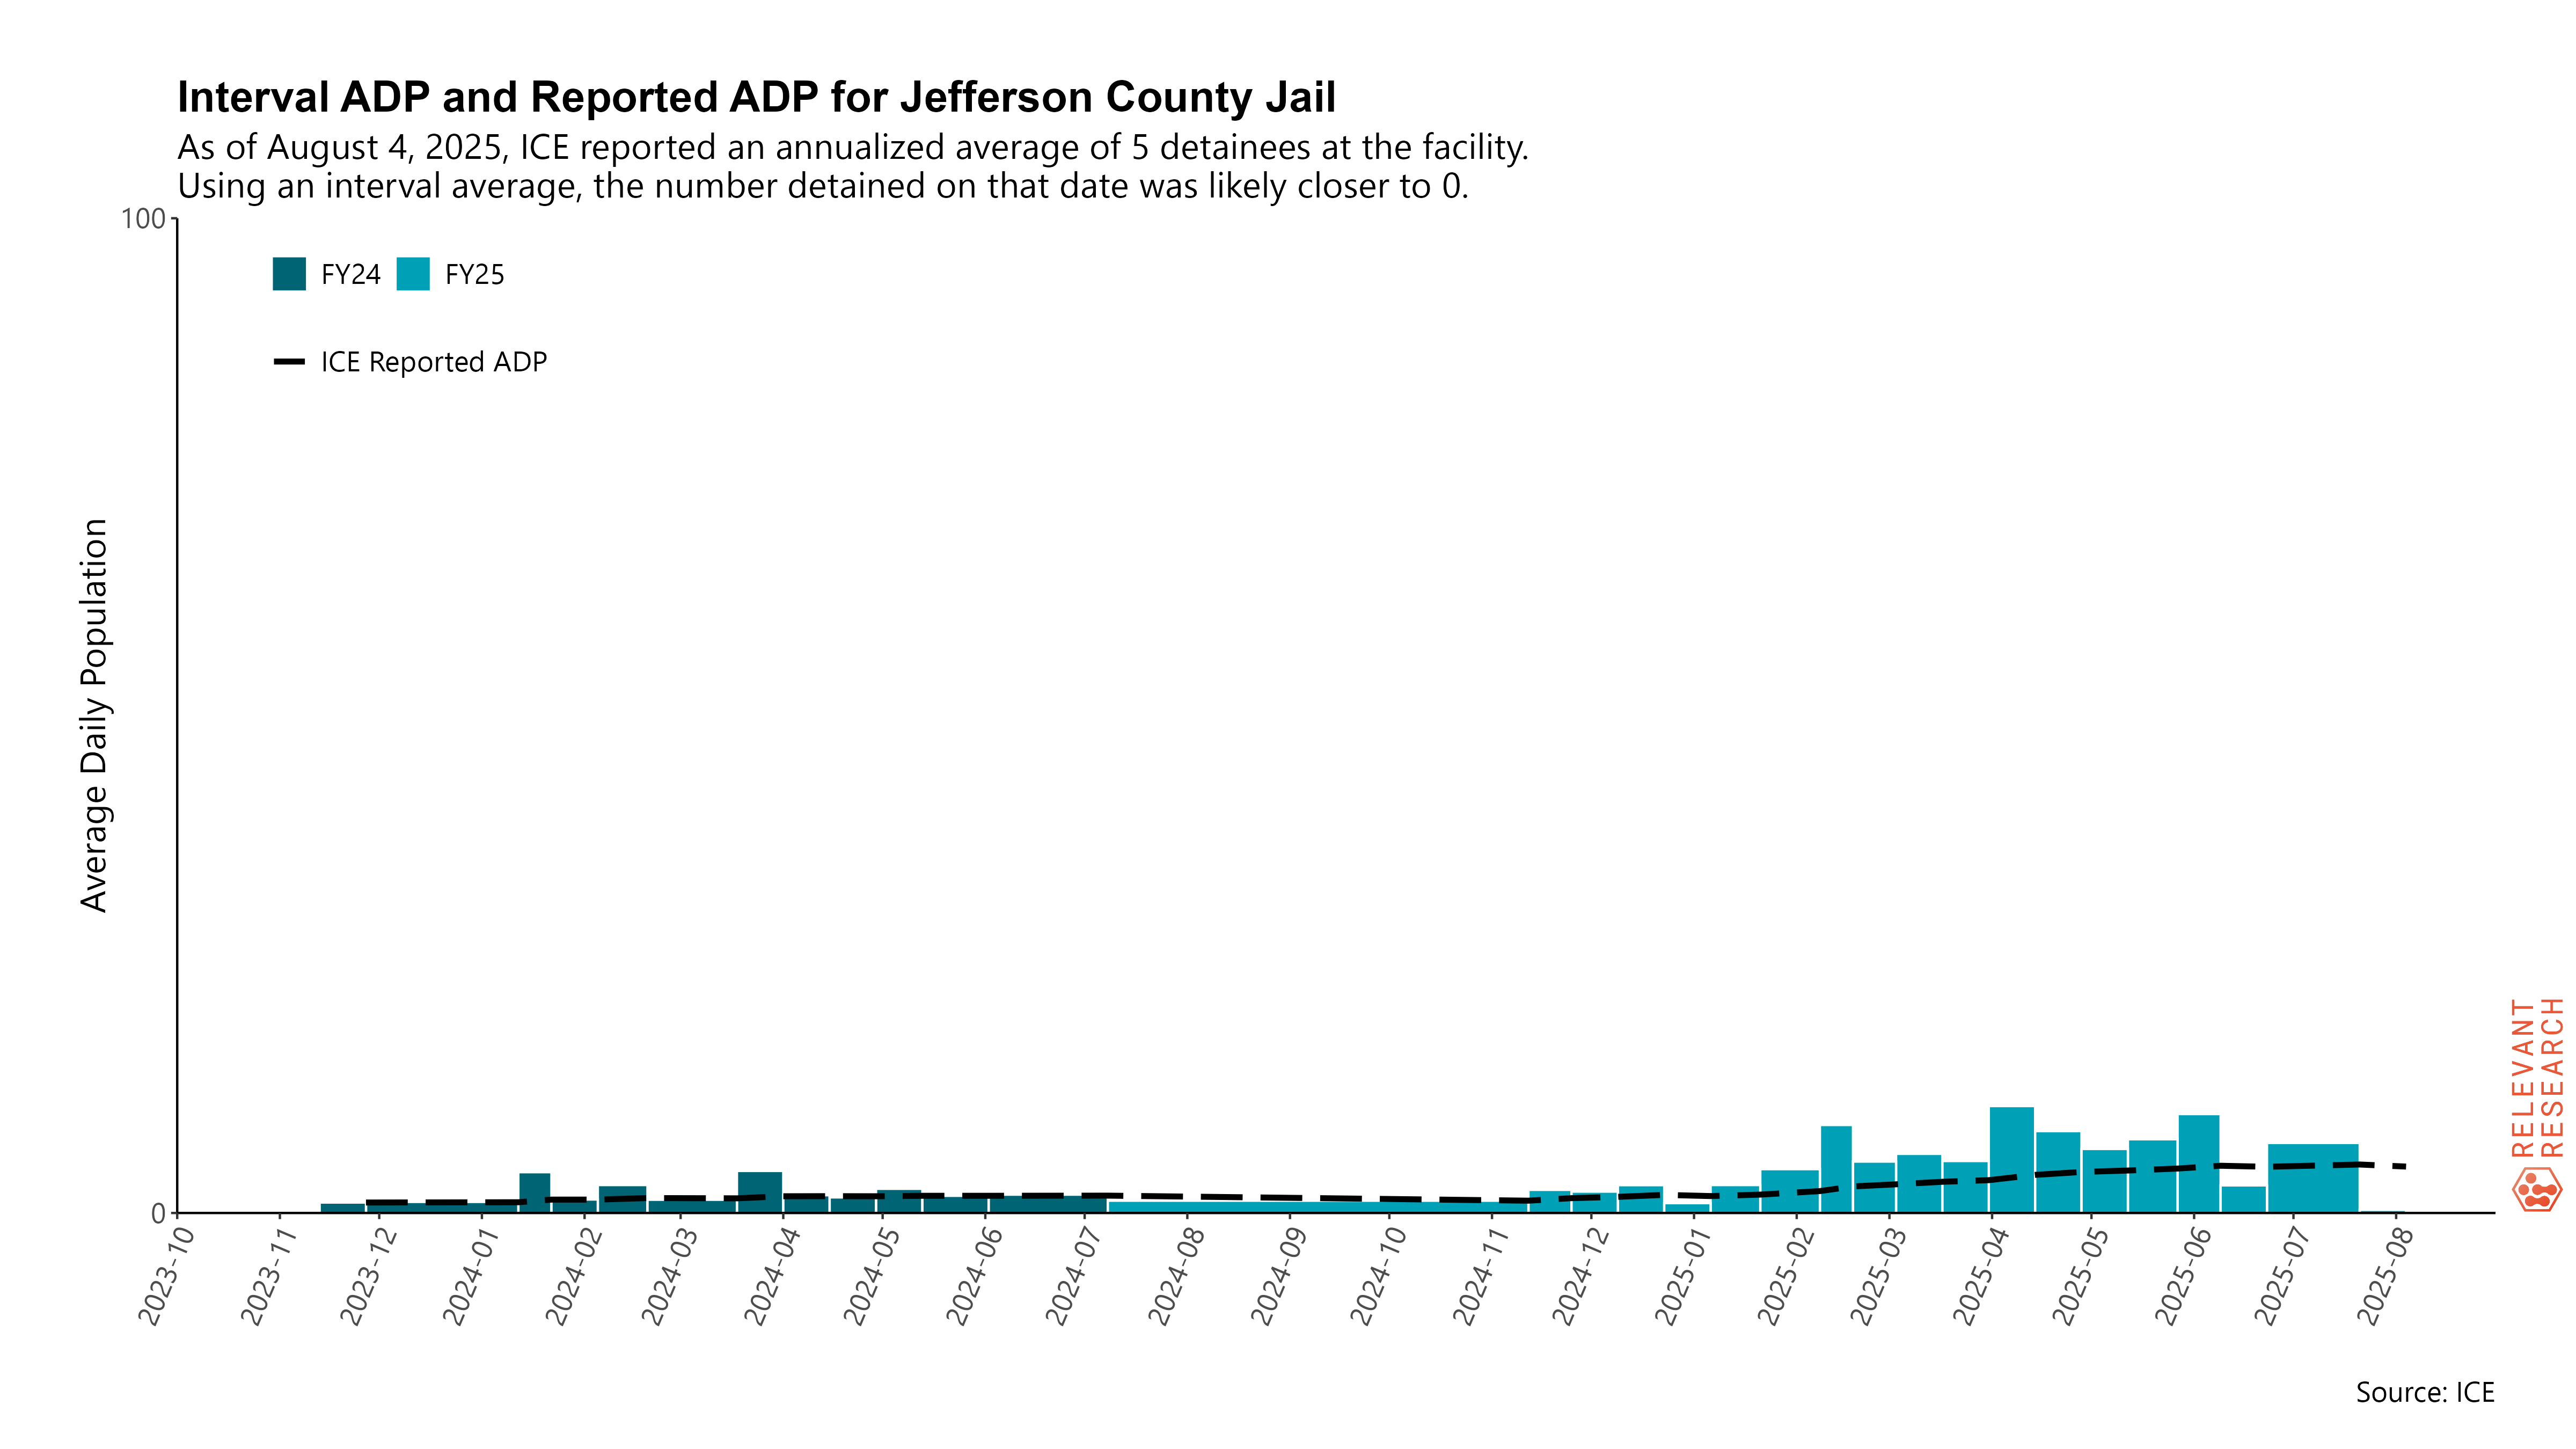 Interval ADP and Reported ADP for Jefferson County Jail
As of August 4, 2025, ICE reported an annualized average of 5 detainees at the facility.
Using an interval average, the number detained on that date was likely closer to 0.
100
FY24
FY25
ICE Reported ADP
Average Daily Population
0
2023-10
2023-11
2023-12
2024-01
2024-02
2024-03
2024-04
2024-05
2024-06
2024-07
2024-08
2024-09
2024-10
2024-11
2024-12
2025-01
2025-02
2025-03
2025-04
2025-05
2025-06
2025-07
2025-08
RELEVANT
RESEARCH
Source: ICE